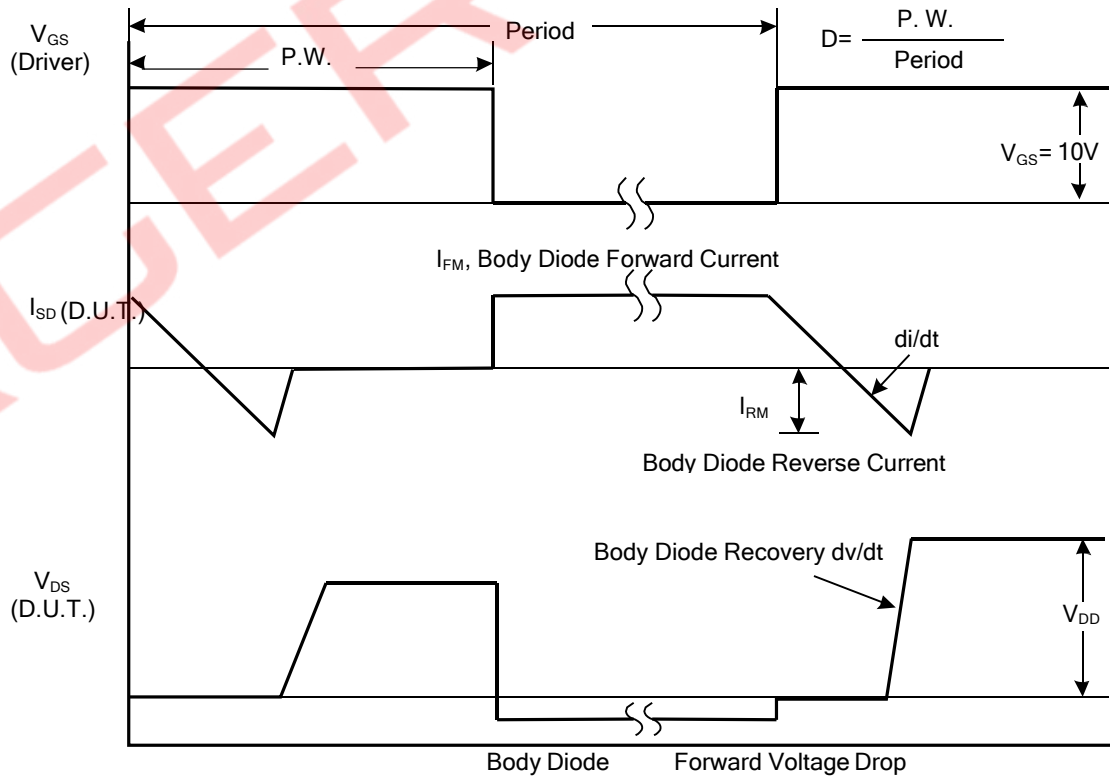 VGS
(Driver)
Period
P.W.
D= P. W.
Period
VGS= 10V
IFM, Body Diode Forward Current
ISD (D.U.T.)
di/dt
IRM
Body Diode Reverse Current
Body Diode Recovery dv/dt
VDS
(D.U.T.)
VDD
Body Diode Forward Voltage Drop